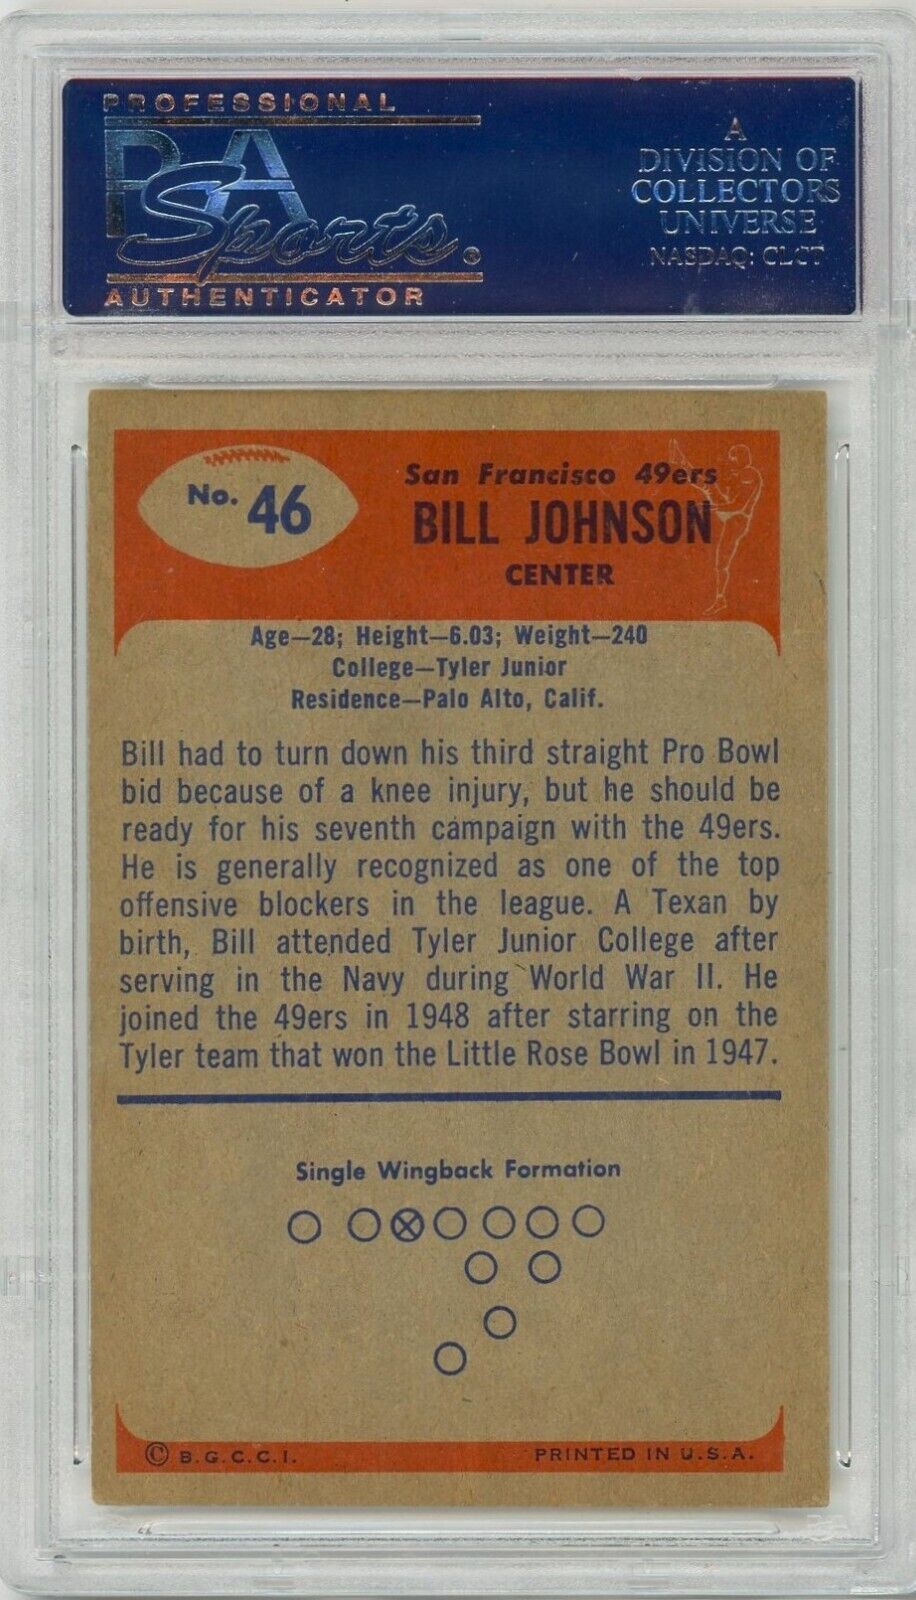 PROFESSIONAL
PSA
Sports®
AUTHENTICATOR
A
DIVISION OF
COLLECTORS
UNIVERSE
NASDAQ: CLCT
No. 46
San Francisco 49ers
BILL JOHNSON
CENTER
Age—28; Height—6.03; Weight—240
College—Tyler Junior
Residence—Palo Alto, Calif.
Bill had to turn down his third straight Pro Bowl
bid because of a knee injury, but he should be
ready for his seventh campaign with the 49ers.
He is generally recognized as one of the top
offensive blockers in the league. A Texan by
birth, Bill attended Tyler Junior College after
serving in the Navy during World War II. He
joined the 49ers in 1948 after starring on the
Tyler team that won the Little Rose Bowl in 1947.
Single Wingback Formation
© B.G.C.C.I.
PRINTED IN U.S.A.